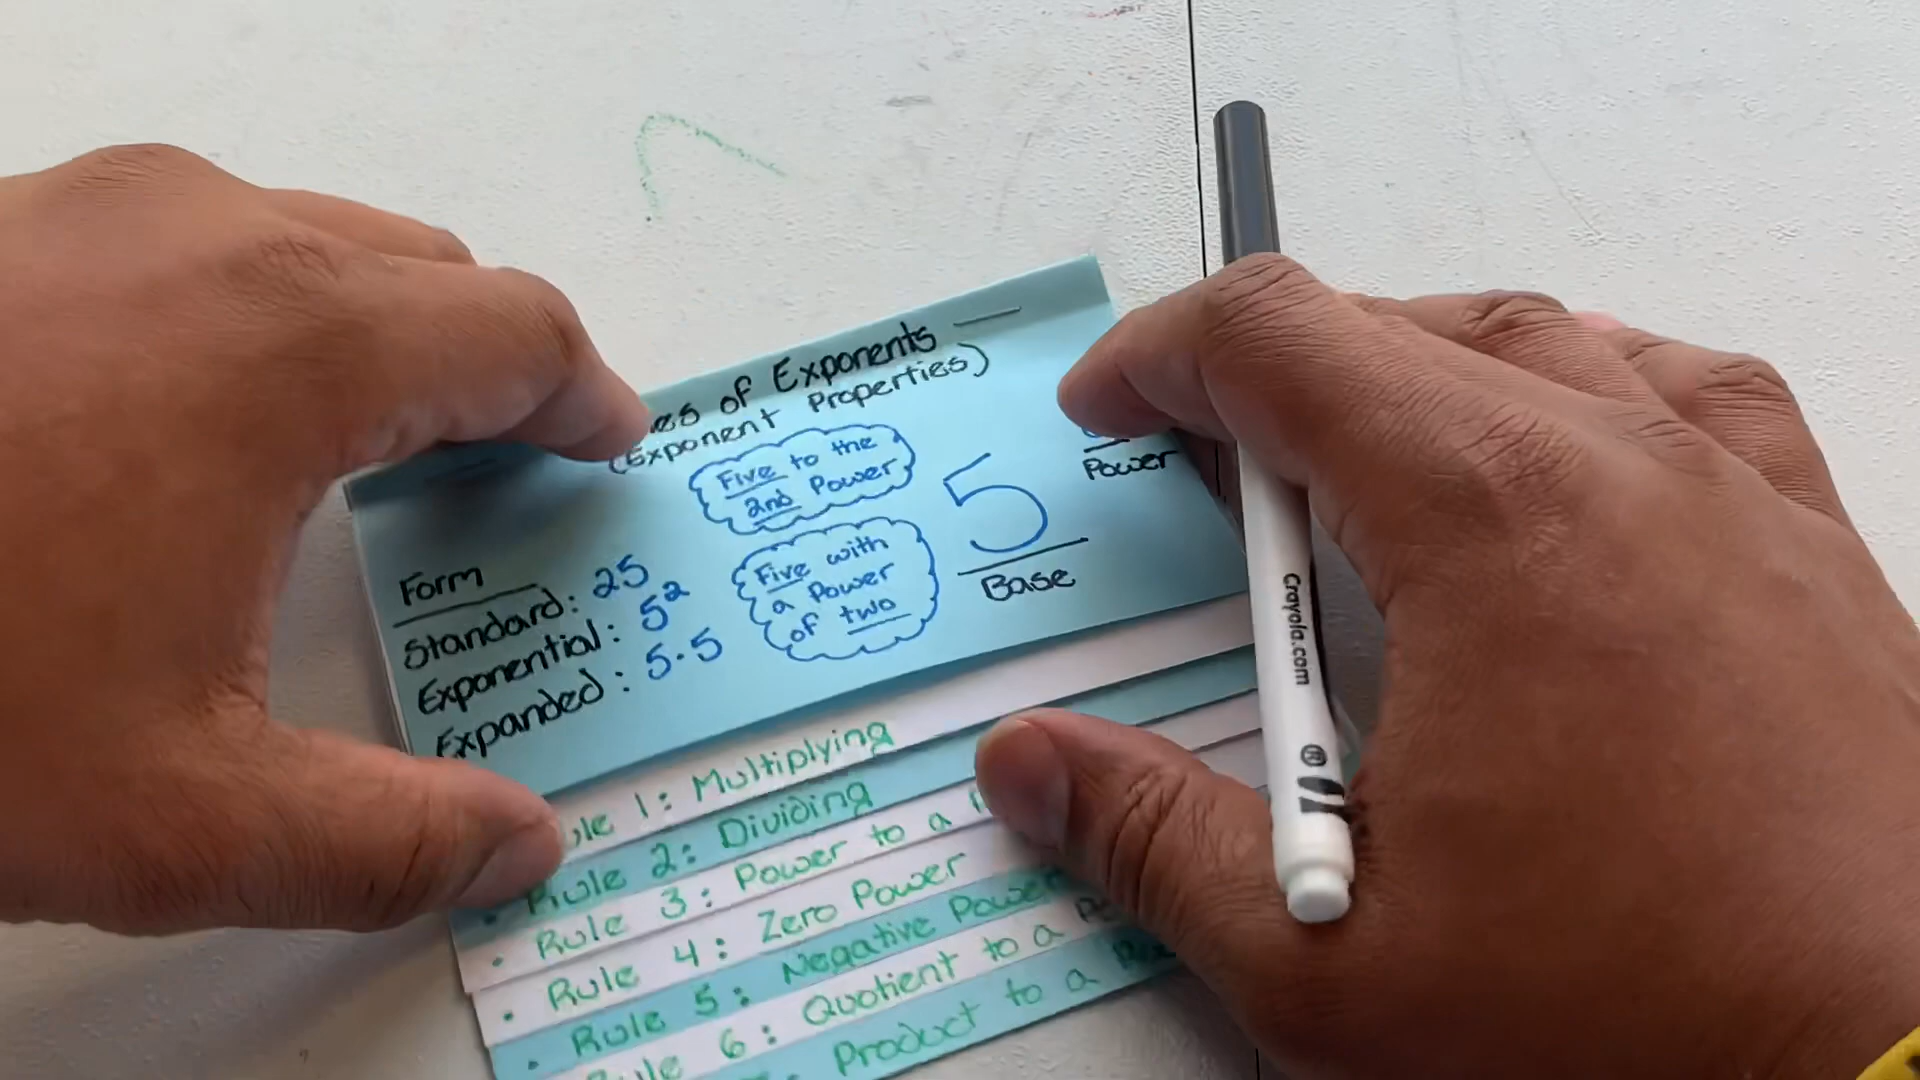 of Exponents
(Exponent Properties)
Five to the
2nd Power
Five with
a Power
of two
5
Base
Power
Form
Standard: 25
Exponential: 5²
Expanded: 5·5
Rule 1: Multiplying
Rule 2: Dividing
Rule 3: Power to a
Rule 4: Zero Power
Rule 5: Negative Power
Rule 6: Quotient to a
Product to a
Crayola.com